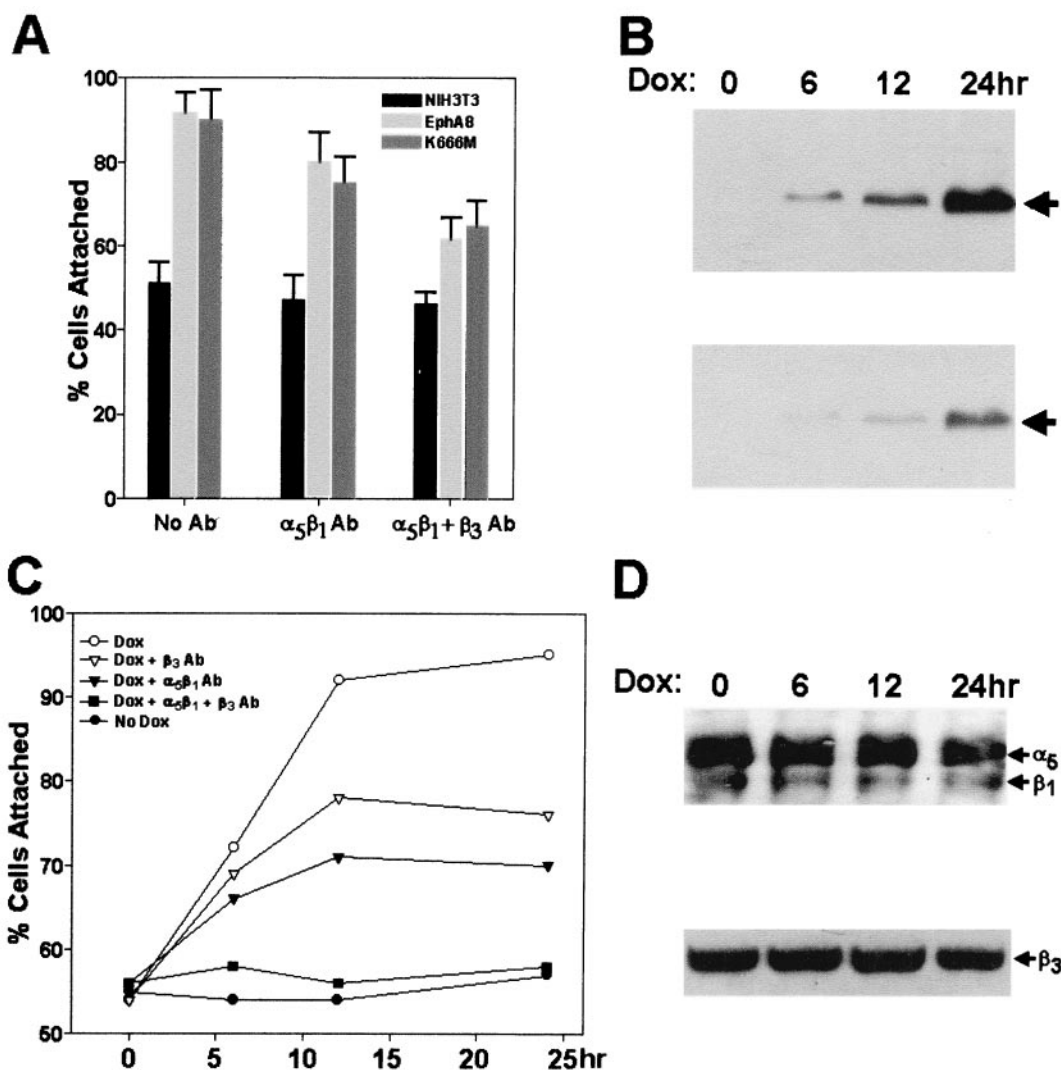 A
% Cells Attached
100
80
60
40
20
0
NIH3T3
EphA8
K666M
No Ab
α5β1 Ab
α5β1 + β3 Ab
B
Dox: 0 6 12 24hr
C
% Cells Attached
100
90
80
70
60
50
Dox
Dox + β3 Ab
Dox + α5β1 Ab
Dox + α5β1 + β3 Ab
No Dox
0 5 10 15 20 25hr
D
Dox: 0 6 12 24hr
α5
β1
β3